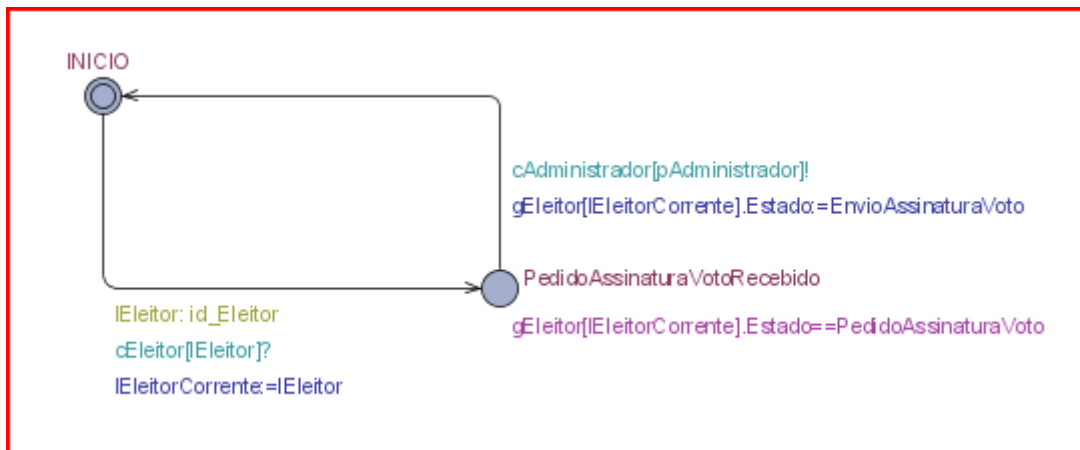 INICIO
cAdministrador[pAdministrador]!
gEleitor[lEleitorCorrente].Estado:=EnvioAssinaturaVoto
PedidoAssinaturaVotoRecebido
gEleitor[lEleitorCorrente].Estado==PedidoAssinaturaVoto
lEleitor: id_Eleitor
cEleitor[lEleitor]?
lEleitorCorrente:=lEleitor